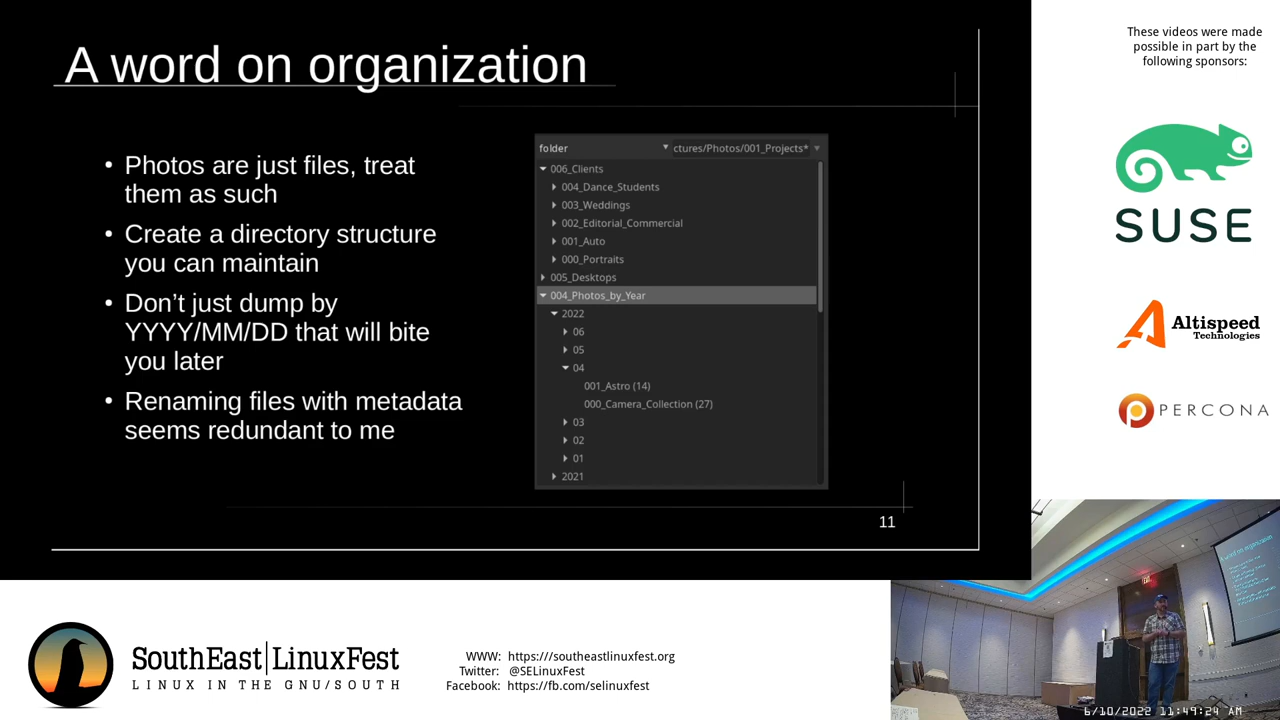 A word on organization
• Photos are just files, treat
them as such
• Create a directory structure
you can maintain
• Don’t just dump by
YYYY/MM/DD that will bite
you later
• Renaming files with metadata
seems redundant to me
folder
ctures/Photos/001_Projects*
006_Clients
004_Dance_Students
003_Weddings
002_Editorial_Commercial
001_Auto
000_Portraits
005_Desktops
004_Photos_by_Year
2022
06
05
04
001_Astro (14)
000_Camera_Collection (27)
03
02
01
2021
11
These videos were made
possible in part by the
following sponsors:
SUSE
Altispeed
Technologies
PERCONA
A word on organization
6/10/2022 11:49:24 AM
SouthEast|LinuxFest
LINUX IN THE GNU/SOUTH
WWW: https:///southeastlinuxfest.org
Twitter: @SELinuxFest
Facebook: https://fb.com/selinuxfest